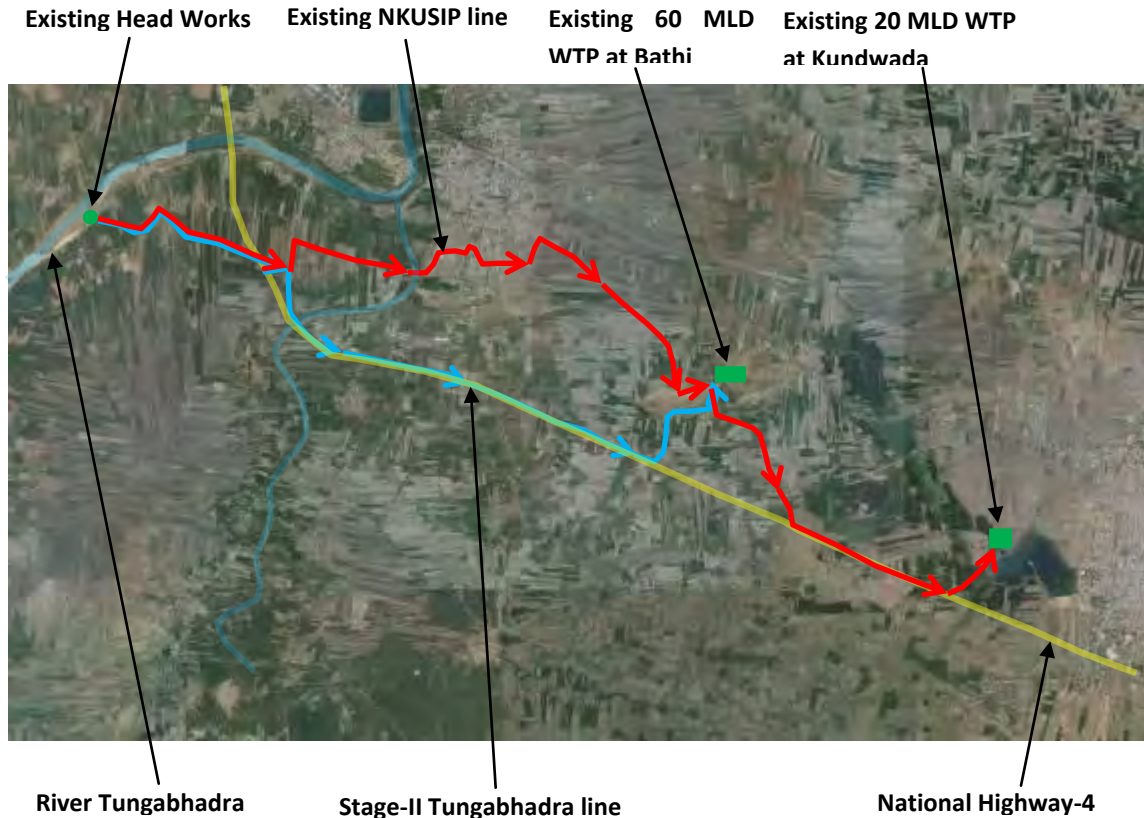 Existing Head Works
Existing NKUSIP line
Existing 60 MLD
WTP at Bathi
Existing 20 MLD WTP
at Kundwada
River Tungabhadra
Stage-II Tungabhadra line
National Highway-4